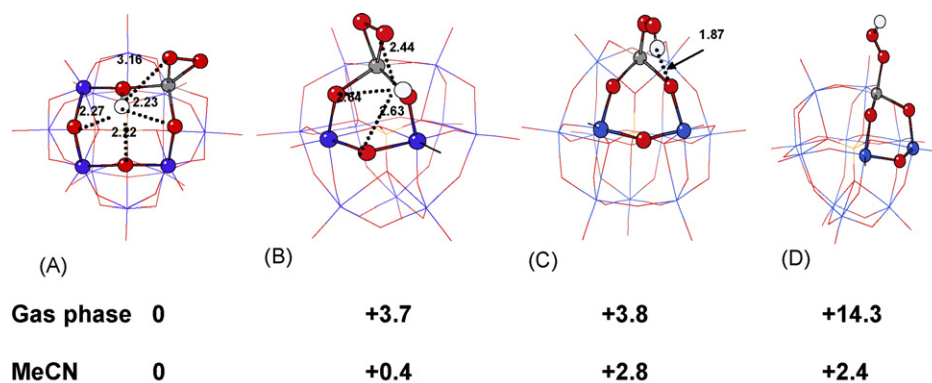 3.16
2.23
2.27
2.22
2.44
2.64
2.63
1.87
(A) (B) (C) (D)
Gas phase 0 +3.7 +3.8 +14.3
MeCN 0 +0.4 +2.8 +2.4